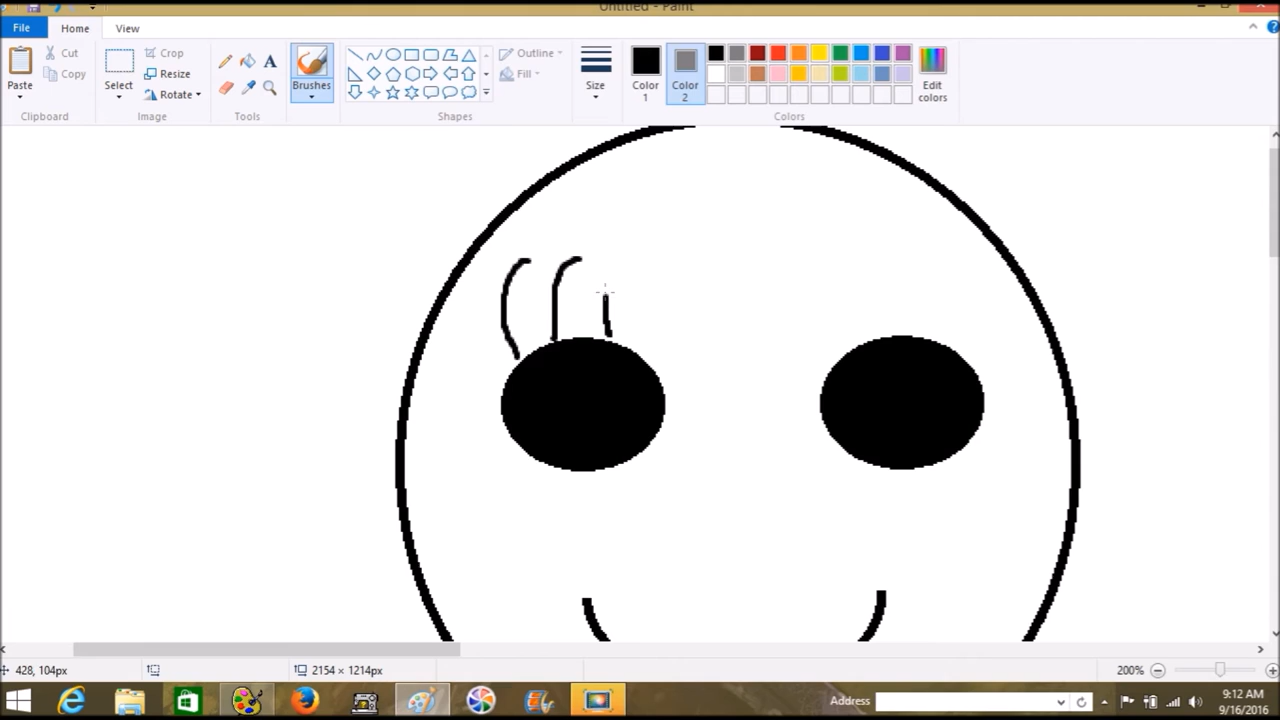 Untitled - Paint
File Home View
Paste
Cut
Copy
Clipboard
Select
Crop
Resize
Rotate
Image
Tools
Brushes
Shapes
Outline
Fill
Size
Color 1
Color 2
Colors
Edit colors
428, 104px
2154 × 1214px
200%
Address
9:12 AM
9/16/2016